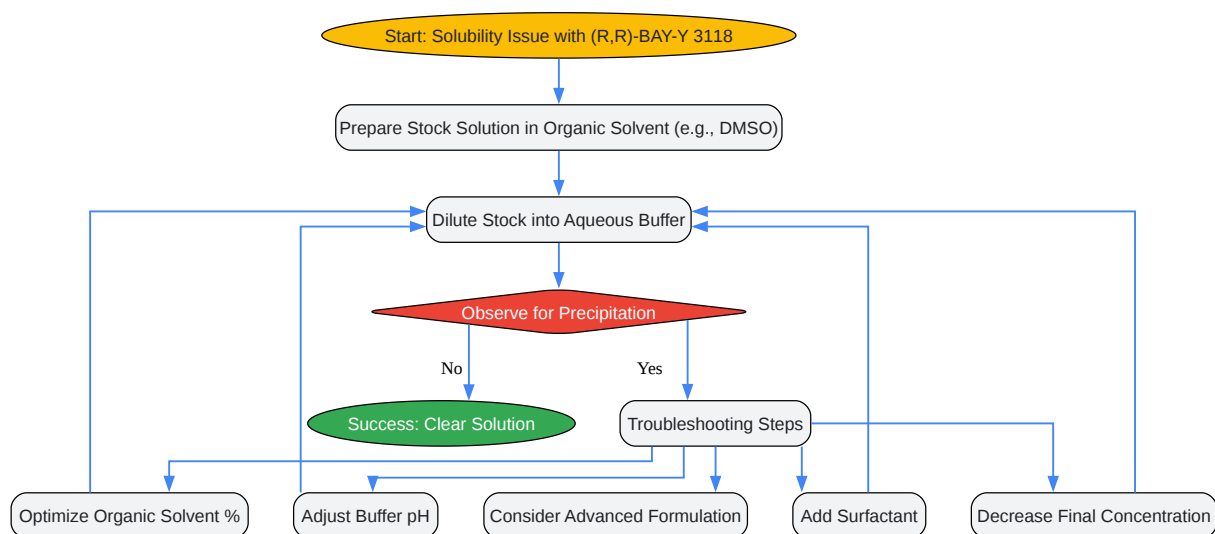 Start: Solubility Issue with (R,R)-BAY-Y 3118
Prepare Stock Solution in Organic Solvent (e.g., DMSO)
Dilute Stock into Aqueous Buffer
Observe for Precipitation
No
Yes
Success: Clear Solution
Troubleshooting Steps
Optimize Organic Solvent %
Adjust Buffer pH
Consider Advanced Formulation
Add Surfactant
Decrease Final Concentration